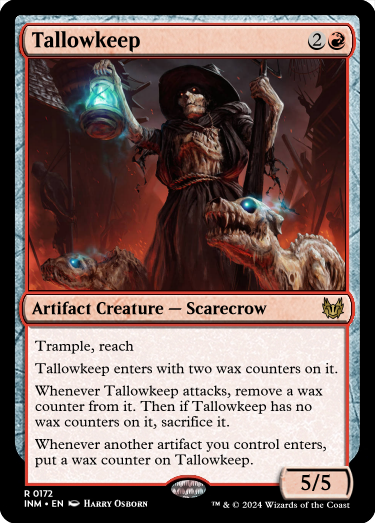 Tallowkeep 2
Artifact Creature — Scarecrow
Trample, reach
Tallowkeep enters with two wax counters on it.
Whenever Tallowkeep attacks, remove a wax
counter from it. Then if Tallowkeep has no
wax counters on it, sacrifice it.
Whenever another artifact you control enters,
put a wax counter on Tallowkeep.
5/5
R 0172
INM • EN Harry Osborn
™ & © 2024 Wizards of the Coast